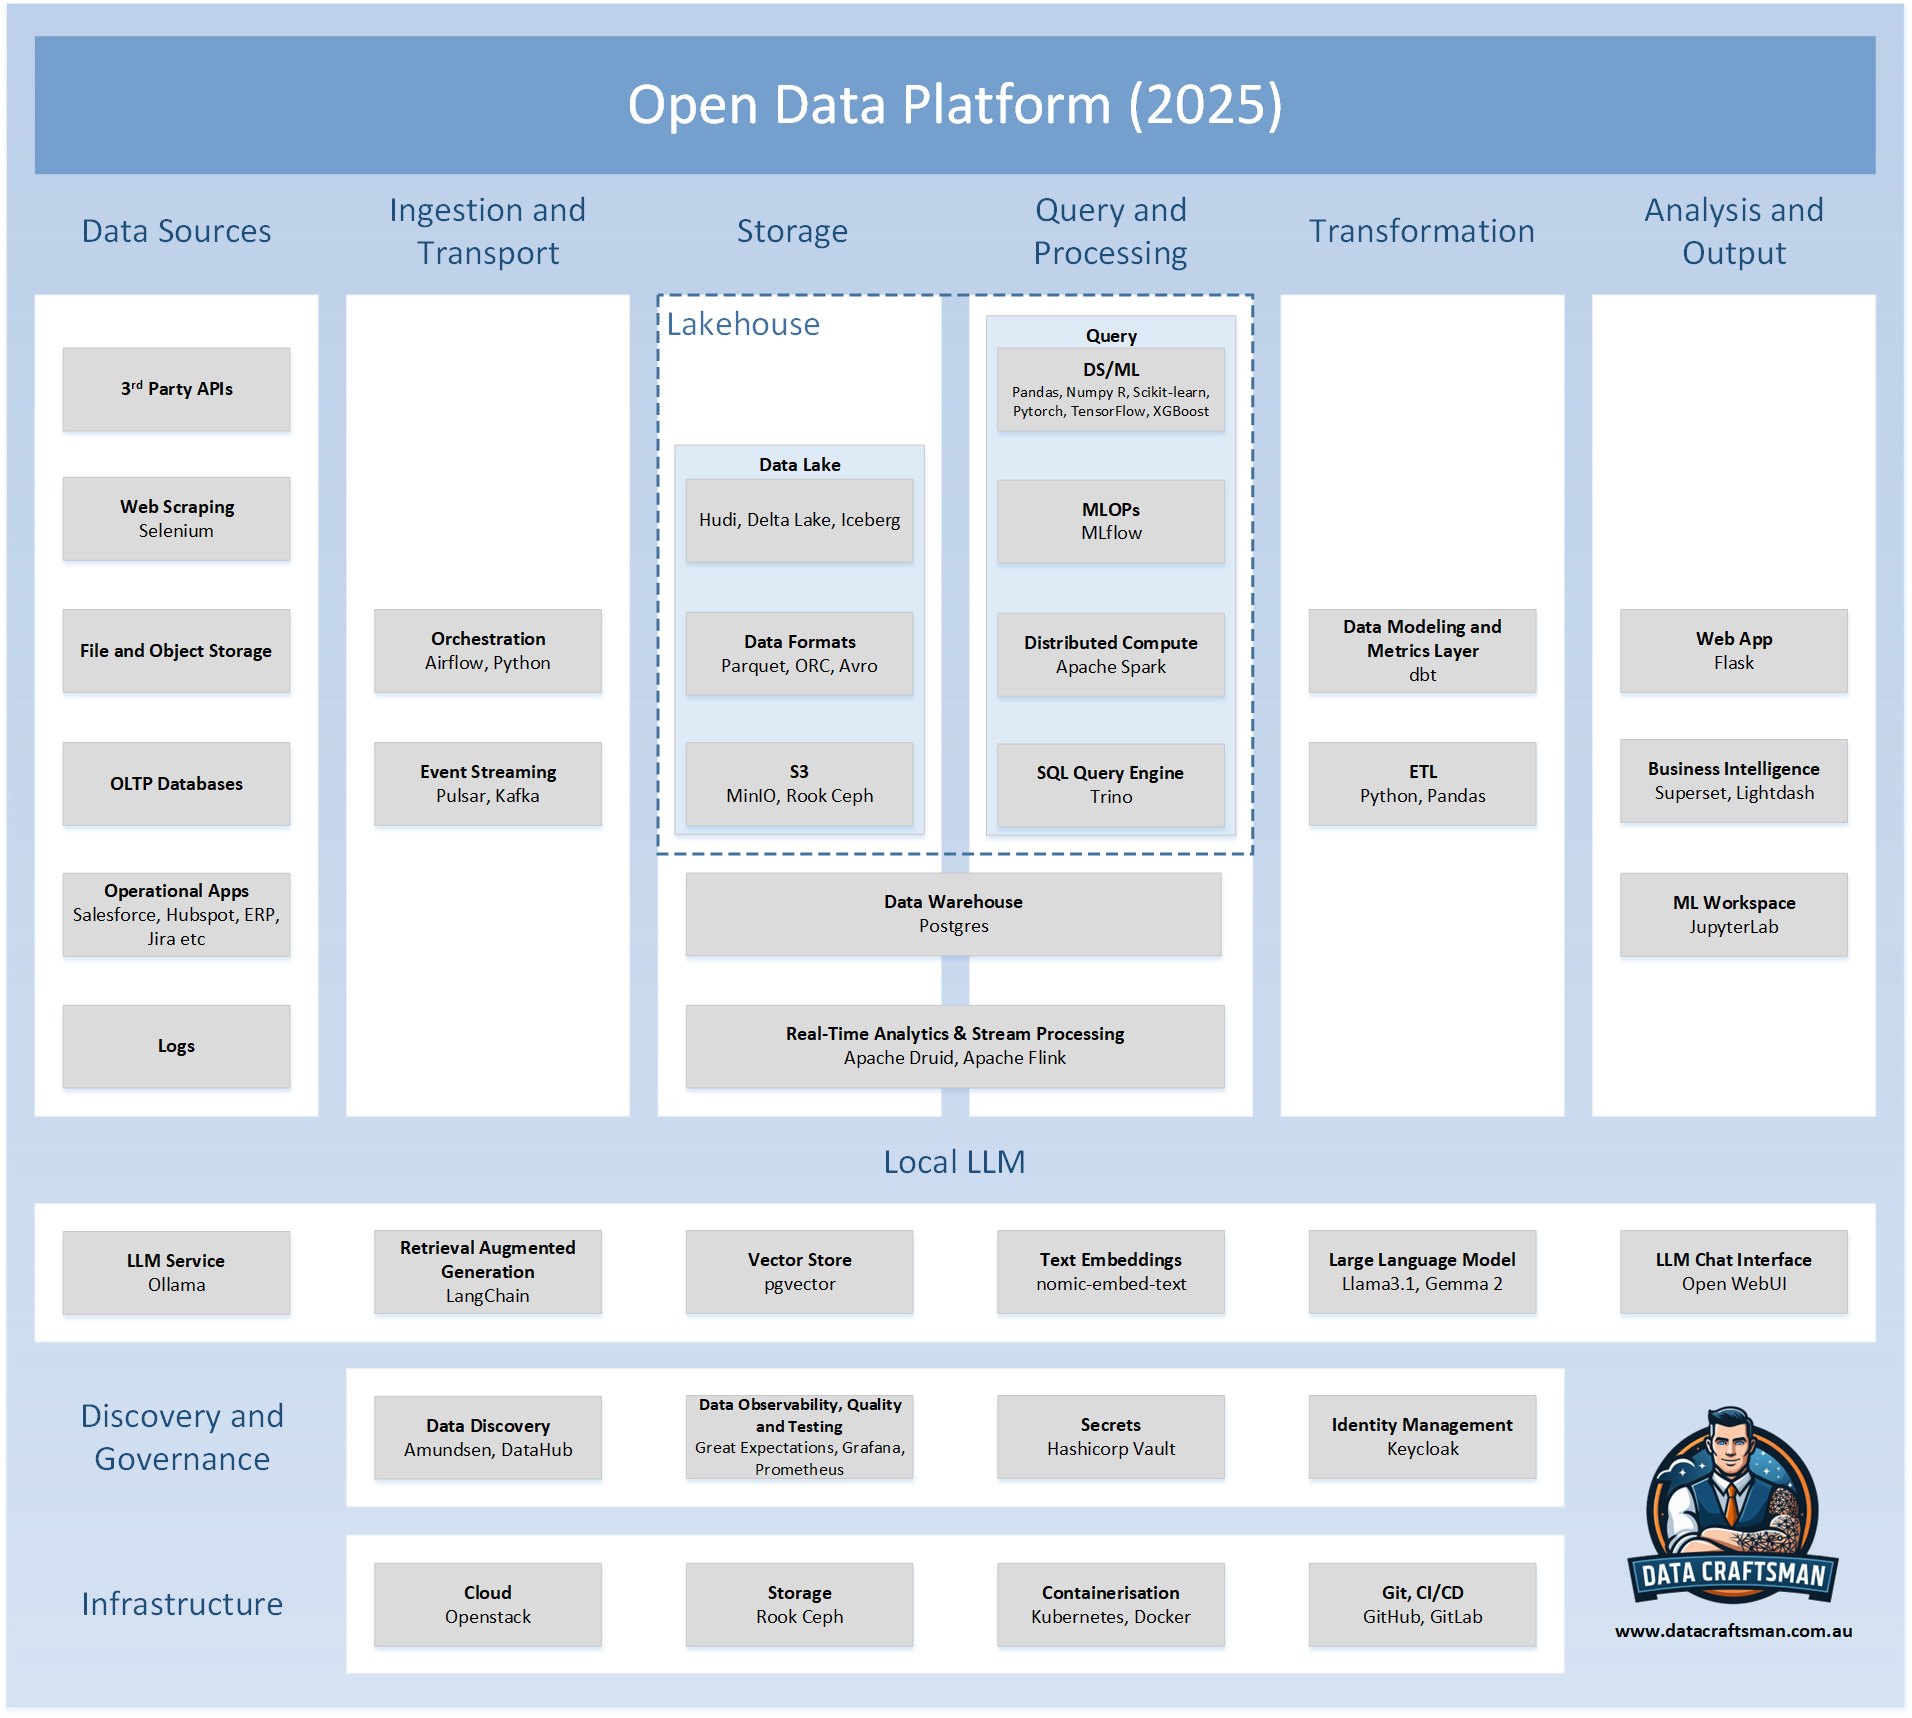 Open Data Platform (2025)
Data Sources
Ingestion and
Transport
Storage
Query and
Processing
Transformation
Analysis and
Output
3rd Party APIs
Web Scraping
Selenium
File and Object Storage
OLTP Databases
Operational Apps
Salesforce, Hubspot, ERP,
Jira etc
Logs
Orchestration
Airflow, Python
Event Streaming
Pulsar, Kafka
Lakehouse
Data Lake
Hudi, Delta Lake, Iceberg
Data Formats
Parquet, ORC, Avro
S3
MinIO, Rook Ceph
Query
DS/ML
Pandas, Numpy R, Scikit-learn,
Pytorch, TensorFlow, XGBoost
MLOPs
MLflow
Distributed Compute
Apache Spark
SQL Query Engine
Trino
Data Warehouse
Postgres
Real-Time Analytics & Stream Processing
Apache Druid, Apache Flink
Data Modeling and
Metrics Layer
dbt
ETL
Python, Pandas
Web App
Flask
Business Intelligence
Superset, Lightdash
ML Workspace
JupyterLab
Local LLM
LLM Service
Ollama
Retrieval Augmented
Generation
LangChain
Vector Store
pgvector
Text Embeddings
nomic-embed-text
Large Language Model
Llama3.1, Gemma 2
LLM Chat Interface
Open WebUI
Discovery and
Governance
Data Discovery
Amundsen, DataHub
Data Observability, Quality
and Testing
Great Expectations, Grafana,
Prometheus
Secrets
Hashicorp Vault
Identity Management
Keycloak
Infrastructure
Cloud
Openstack
Storage
Rook Ceph
Containerisation
Kubernetes, Docker
Git, CI/CD
GitHub, GitLab
DATA CRAFTSMAN
www.datacraftsman.com.au